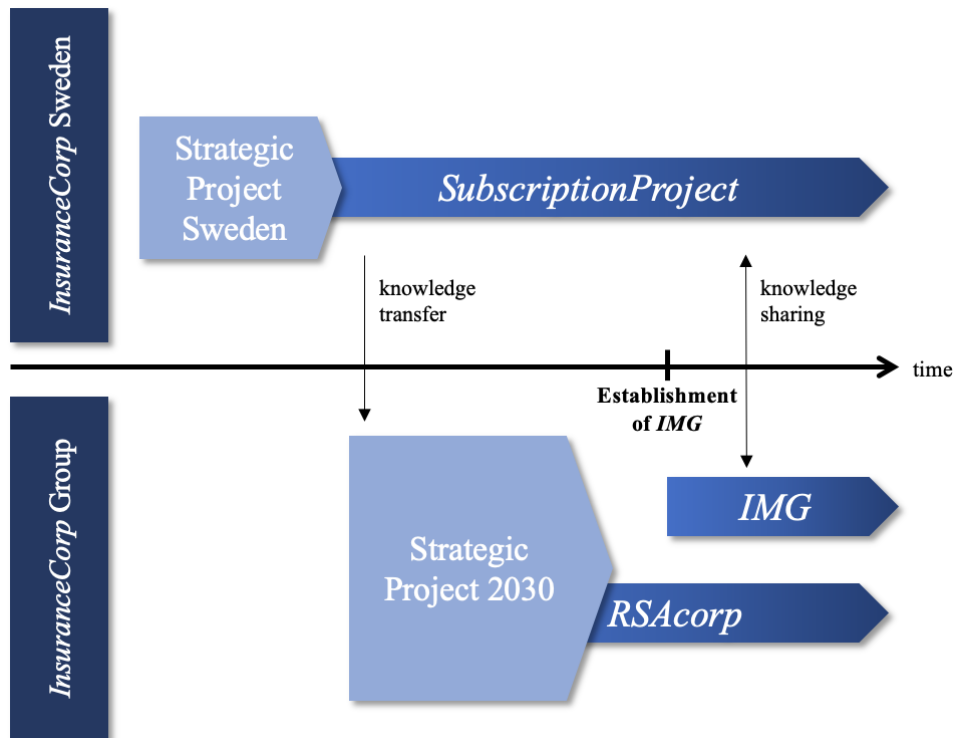 InsuranceCorp Sweden
Strategic
Project
Sweden
SubscriptionProject
knowledge
transfer
knowledge
sharing
time
Establishment
of IMG
InsuranceCorp Group
Strategic
Project 2030
IMG
RSAcorp